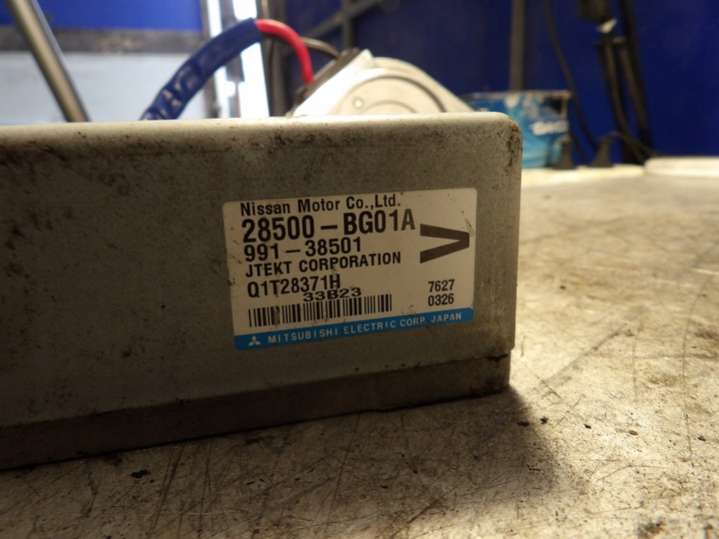 Nissan Motor Co.,Ltd.
28500-BG01A
991-38501
JTEKT CORPORATION
Q1T28371H
33B23
7627
0326
MITSUBISHI ELECTRIC CORP. JAPAN